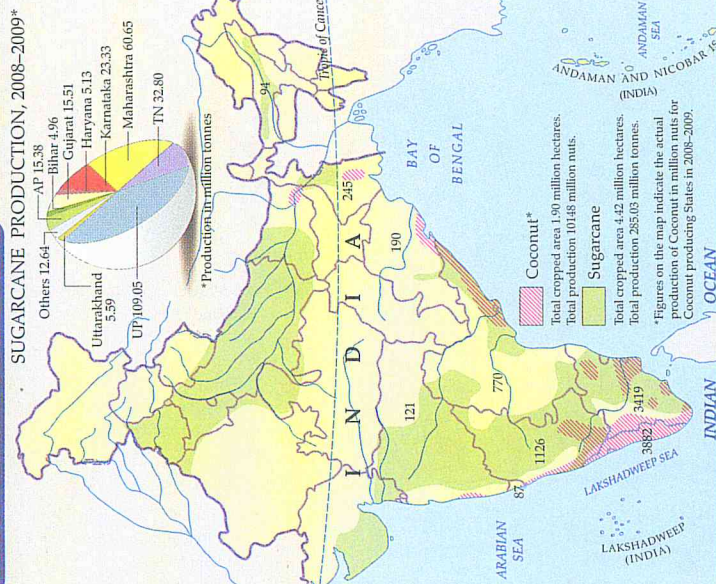 SUGARCANE PRODUCTION, 2008–2009*
Others 12.64
AP 15.38
Bihar 4.96
Gujarat 15.51
Haryana 5.13
Karnataka 23.33
Maharashtra 60.65
TN 32.80
Uttarakhand
5.59
UP 109.05
*Production in million tonnes
Tropic of Cance
94
I N D I A
245
190
121
770
1126
87
3419
3882
ARABIAN
SEA
BAY
OF
BENGAL
LAKSHADWEEP SEA
LAKSHADWEEP
(INDIA)
INDIAN OCEAN
ANDAMAN
SEA
ANDAMAN AND NICOBAR IS
(INDIA)
Coconut*
Total cropped area 1.90 million hectares.
Total production 10148 million nuts.
Sugarcane
Total cropped area 4.42 million hectares.
Total production 285.03 million tonnes.
*Figures on the map indicate the actual
production of Coconut in million nuts for
Coconut producing States in 2008–2009.